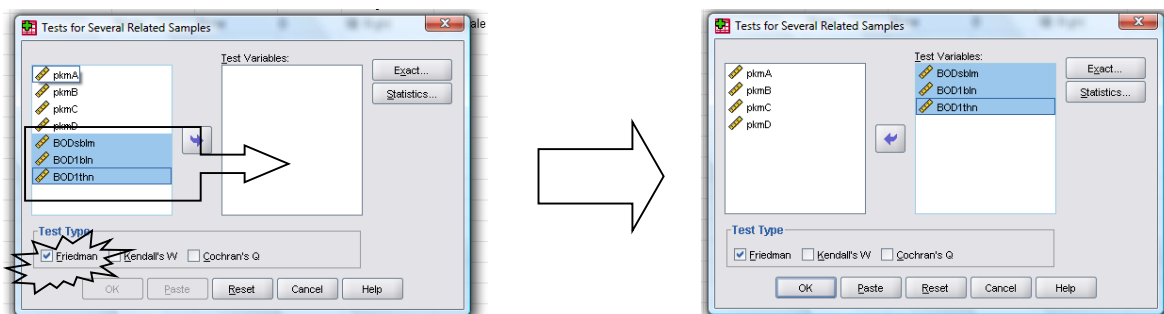 Tests for Several Related Samples
ale
Test Variables:
pkmA
pkmB
pkmC
pkmD
BODsblm
BOD1bln
BOD1thn
Exact...
Statistics...
Test Type
Friedman
Kendall's W
Cochran's Q
OK
Paste
Reset
Cancel
Help
Tests for Several Related Samples
Test Variables:
pkmA
pkmB
pkmC
pkmD
BODsblm
BOD1bln
BOD1thn
Exact...
Statistics...
Test Type
Friedman
Kendall's W
Cochran's Q
OK
Paste
Reset
Cancel
Help